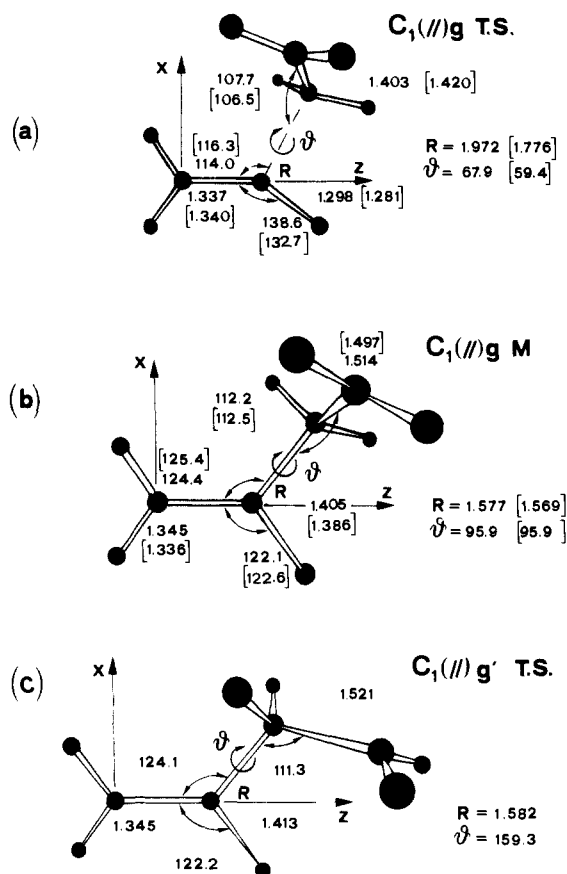 C₁(//)g T.S.
x
107.7
[106.5]
1.403 [1.420]
(a)
ϑ
[116.3]
114.0
R
z
R = 1.972 [1.776]
ϑ = 67.9 [59.4]
1.337
[1.340]
1.298 [1.281]
138.6
[132.7]
C₁(//)g M
[1.497]
1.514
x
112.2
[112.5]
(b)
ϑ
[125.4]
124.4
R
z
1.405
[1.386]
R = 1.577 [1.569]
ϑ = 95.9 [95.9]
1.345
[1.336]
122.1
[122.6]
(c)
C₁(//) g' T.S.
x
1.521
ϑ
124.1
111.3
R
z
1.345
1.413
R = 1.582
ϑ = 159.3
122.2